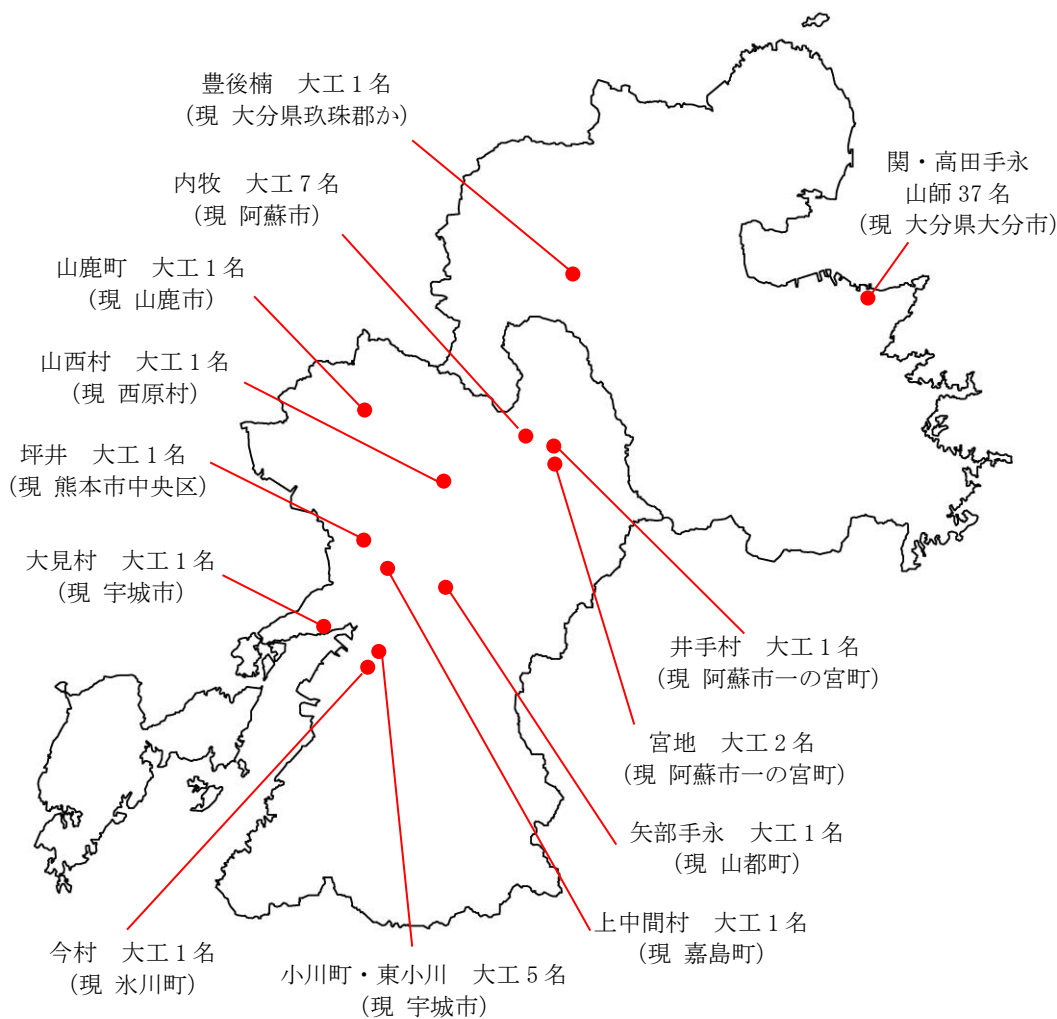 豊後楠　大工1名
（現 大分県玖珠郡か）
関・高田手永
山師37名
（現 大分県大分市）
内牧　大工7名
（現 阿蘇市）
山鹿町　大工1名
（現 山鹿市）
山西村　大工1名
（現 西原村）
坪井　大工1名
（現 熊本市中央区）
大見村　大工1名
（現 宇城市）
井手村　大工1名
（現 阿蘇市一の宮町）
宮地　大工2名
（現 阿蘇市一の宮町）
矢部手永　大工1名
（現 山都町）
上中間村　大工1名
（現 嘉島町）
今村　大工1名
（現 氷川町）
小川町・東小川　大工5名
（現 宇城市）